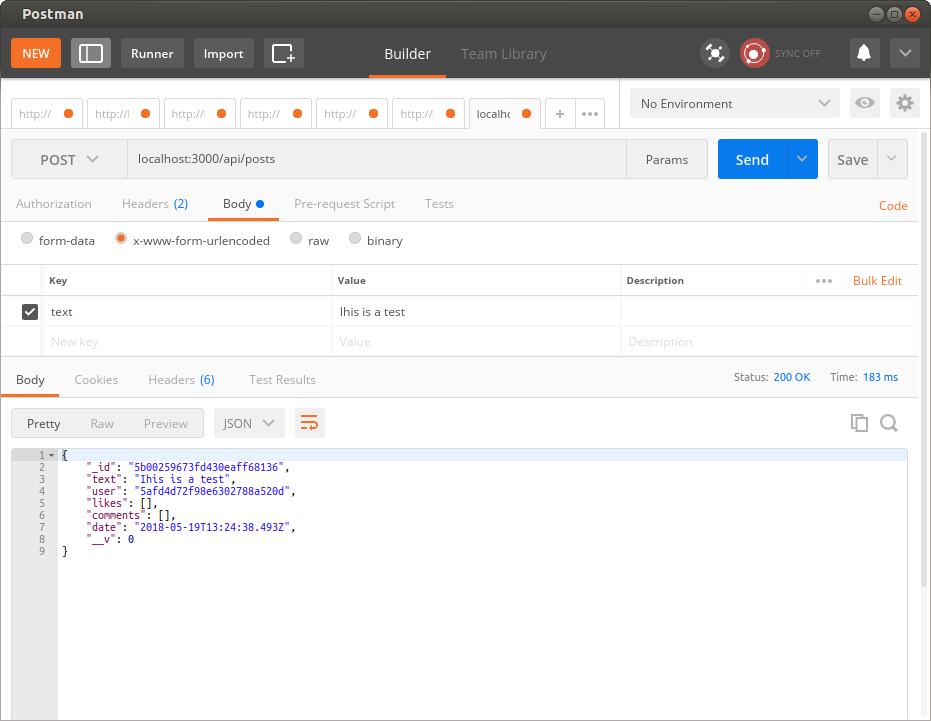 Postman
NEW Runner Import Builder Team Library SYNC OFF
http:// http:// http:// http:// http:// http:// localho + ••• No Environment
POST localhost:3000/api/posts Params Send Save
Authorization Headers (2) Body Pre-request Script Tests Code
form-data x-www-form-urlencoded raw binary
Key Value Description ••• Bulk Edit
text Ihis is a test
New key Value Description
Body Cookies Headers (6) Test Results Status: 200 OK Time: 183 ms
Pretty Raw Preview JSON
1 {
2 "_id": "5b00259673fd430eaff68136",
3 "text": "Ihis is a test",
4 "user": "5afd4d72f98e6302788a520d",
5 "likes": [],
6 "comments": [],
7 "date": "2018-05-19T13:24:38.493Z",
8 "__v": 0
9 }